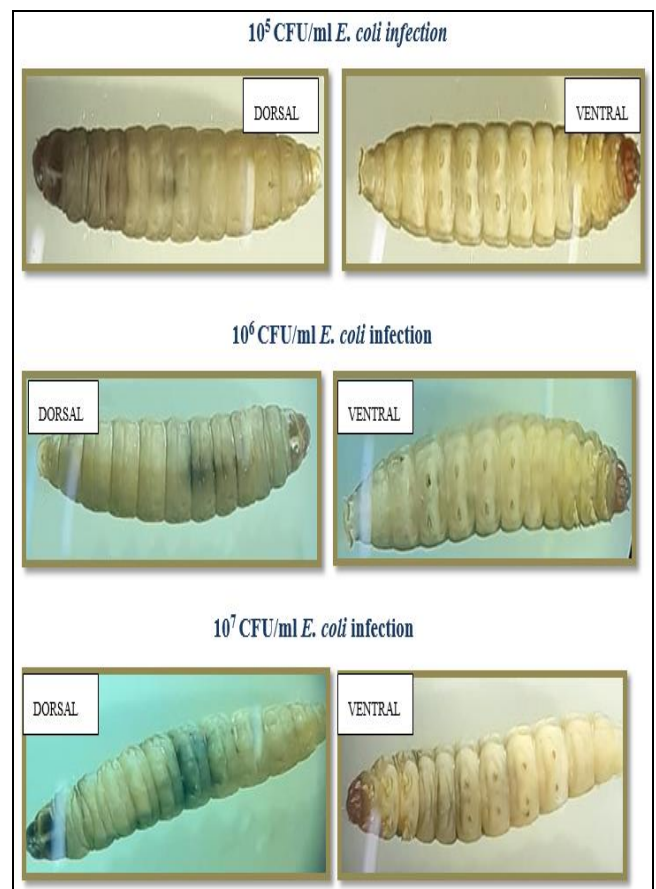 10⁵ CFU/ml E. coli infection
DORSAL
VENTRAL
10⁶ CFU/ml E. coli infection
DORSAL
VENTRAL
10⁷ CFU/ml E. coli infection
DORSAL
VENTRAL